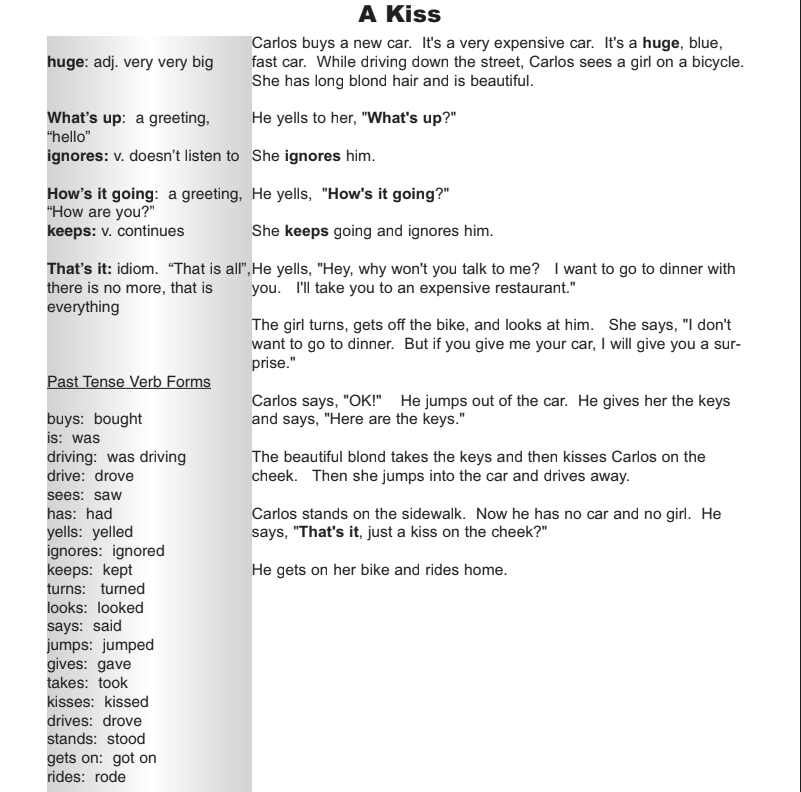 A Kiss
huge: adj. very very big
What's up:  a greeting,
“hello”
ignores: v. doesn't listen to
How's it going:  a greeting,
“How are you?”
keeps: v. continues
That's it: idiom.  “That is all”,
there is no more, that is
everything
Past Tense Verb Forms
buys:  bought
is:  was
driving:  was driving
drive:  drove
sees:  saw
has:  had
yells:  yelled
ignores:  ignored
keeps:  kept
turns:   turned
looks:  looked
says:  said
jumps:  jumped
gives:  gave
takes:  took
kisses:  kissed
drives:  drove
stands:  stood
gets on:  got on
rides:  rode
Carlos buys a new car.  It's a very expensive car.  It's a huge, blue,
fast car.  While driving down the street, Carlos sees a girl on a bicycle.
She has long blond hair and is beautiful.
He yells to her, "What's up?"
She ignores him.
He yells,  "How's it going?"
She keeps going and ignores him.
He yells, "Hey, why won't you talk to me?   I want to go to dinner with
you.   I'll take you to an expensive restaurant."
The girl turns, gets off the bike, and looks at him.   She says, "I don't
want to go to dinner.  But if you give me your car, I will give you a sur-
prise."
Carlos says, "OK!"    He jumps out of the car.  He gives her the keys
and says, "Here are the keys."
The beautiful blond takes the keys and then kisses Carlos on the
cheek.   Then she jumps into the car and drives away.
Carlos stands on the sidewalk.  Now he has no car and no girl.  He
says, "That's it, just a kiss on the cheek?"
He gets on her bike and rides home.